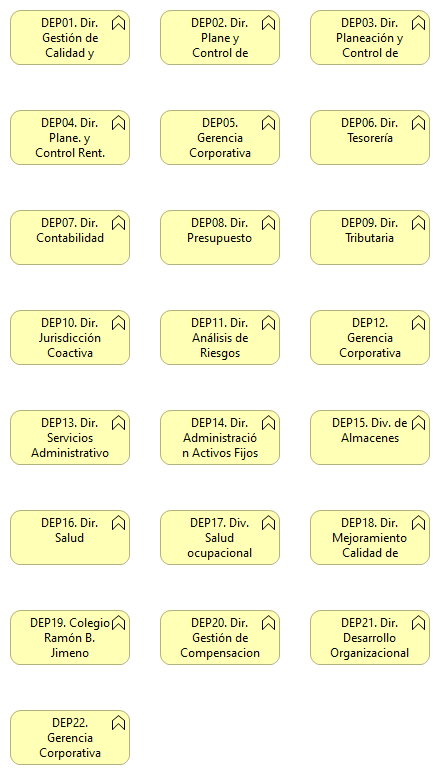 DEP01. Dir.
Gestión de
Calidad y
DEP02. Dir.
Plane y
Control de
DEP03. Dir.
Planeación y
Control de
DEP04. Dir.
Plane. y
Control Rent.
DEP05.
Gerencia
Corporativa
DEP06. Dir.
Tesorería
DEP07. Dir.
Contabilidad
DEP08. Dir.
Presupuesto
DEP09. Dir.
Tributaria
DEP10. Dir.
Jurisdicción
Coactiva
DEP11. Dir.
Análisis de
Riesgos
DEP12.
Gerencia
Corporativa
DEP13. Dir.
Servicios
Administrativo
DEP14. Dir.
Administració
n Activos Fijos
DEP15. Div. de
Almacenes
DEP16. Dir.
Salud
DEP17. Div.
Salud
ocupacional
DEP18. Dir.
Mejoramiento
Calidad de
DEP19. Colegio
Ramón B.
Jimeno
DEP20. Dir.
Gestión de
Compensacion
DEP21. Dir.
Desarrollo
Organizacional
DEP22.
Gerencia
Corporativa